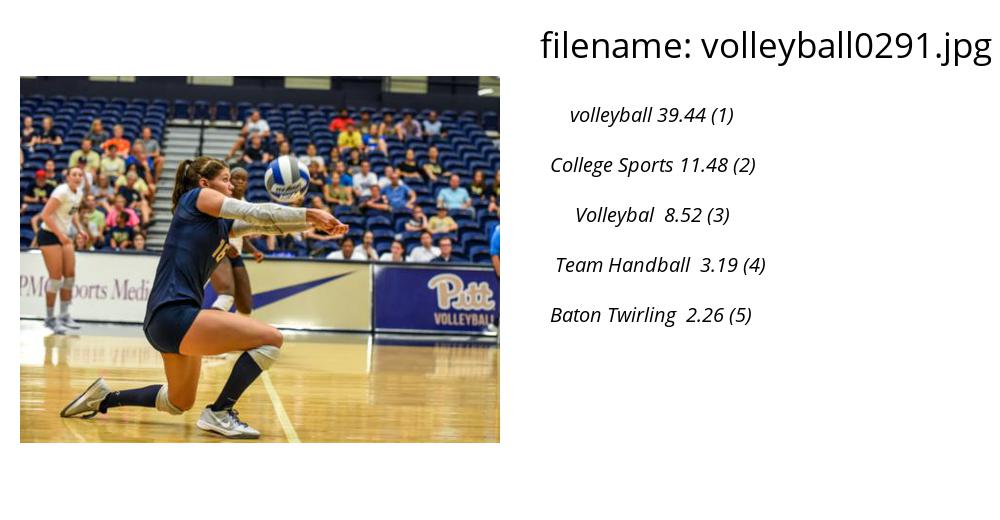 filename: volleyball0291.jpg
volleyball 39.44 (1)
College Sports 11.48 (2)
Volleybal 8.52 (3)
Team Handball 3.19 (4)
Baton Twirling 2.26 (5)
PMC Sports Medi
Pitt
VOLLEYBALL